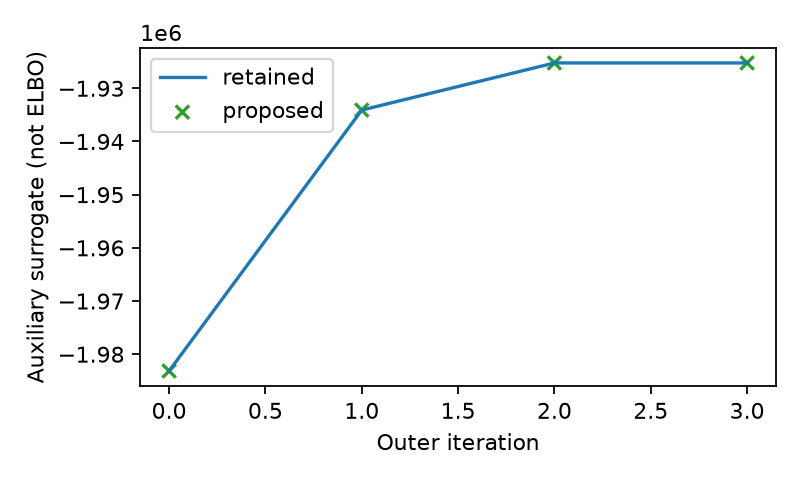 1e6
retained
proposed
−1.93
−1.94
−1.95
−1.96
−1.97
−1.98
Auxiliary surrogate (not ELBO)
0.0 0.5 1.0 1.5 2.0 2.5 3.0
Outer iteration